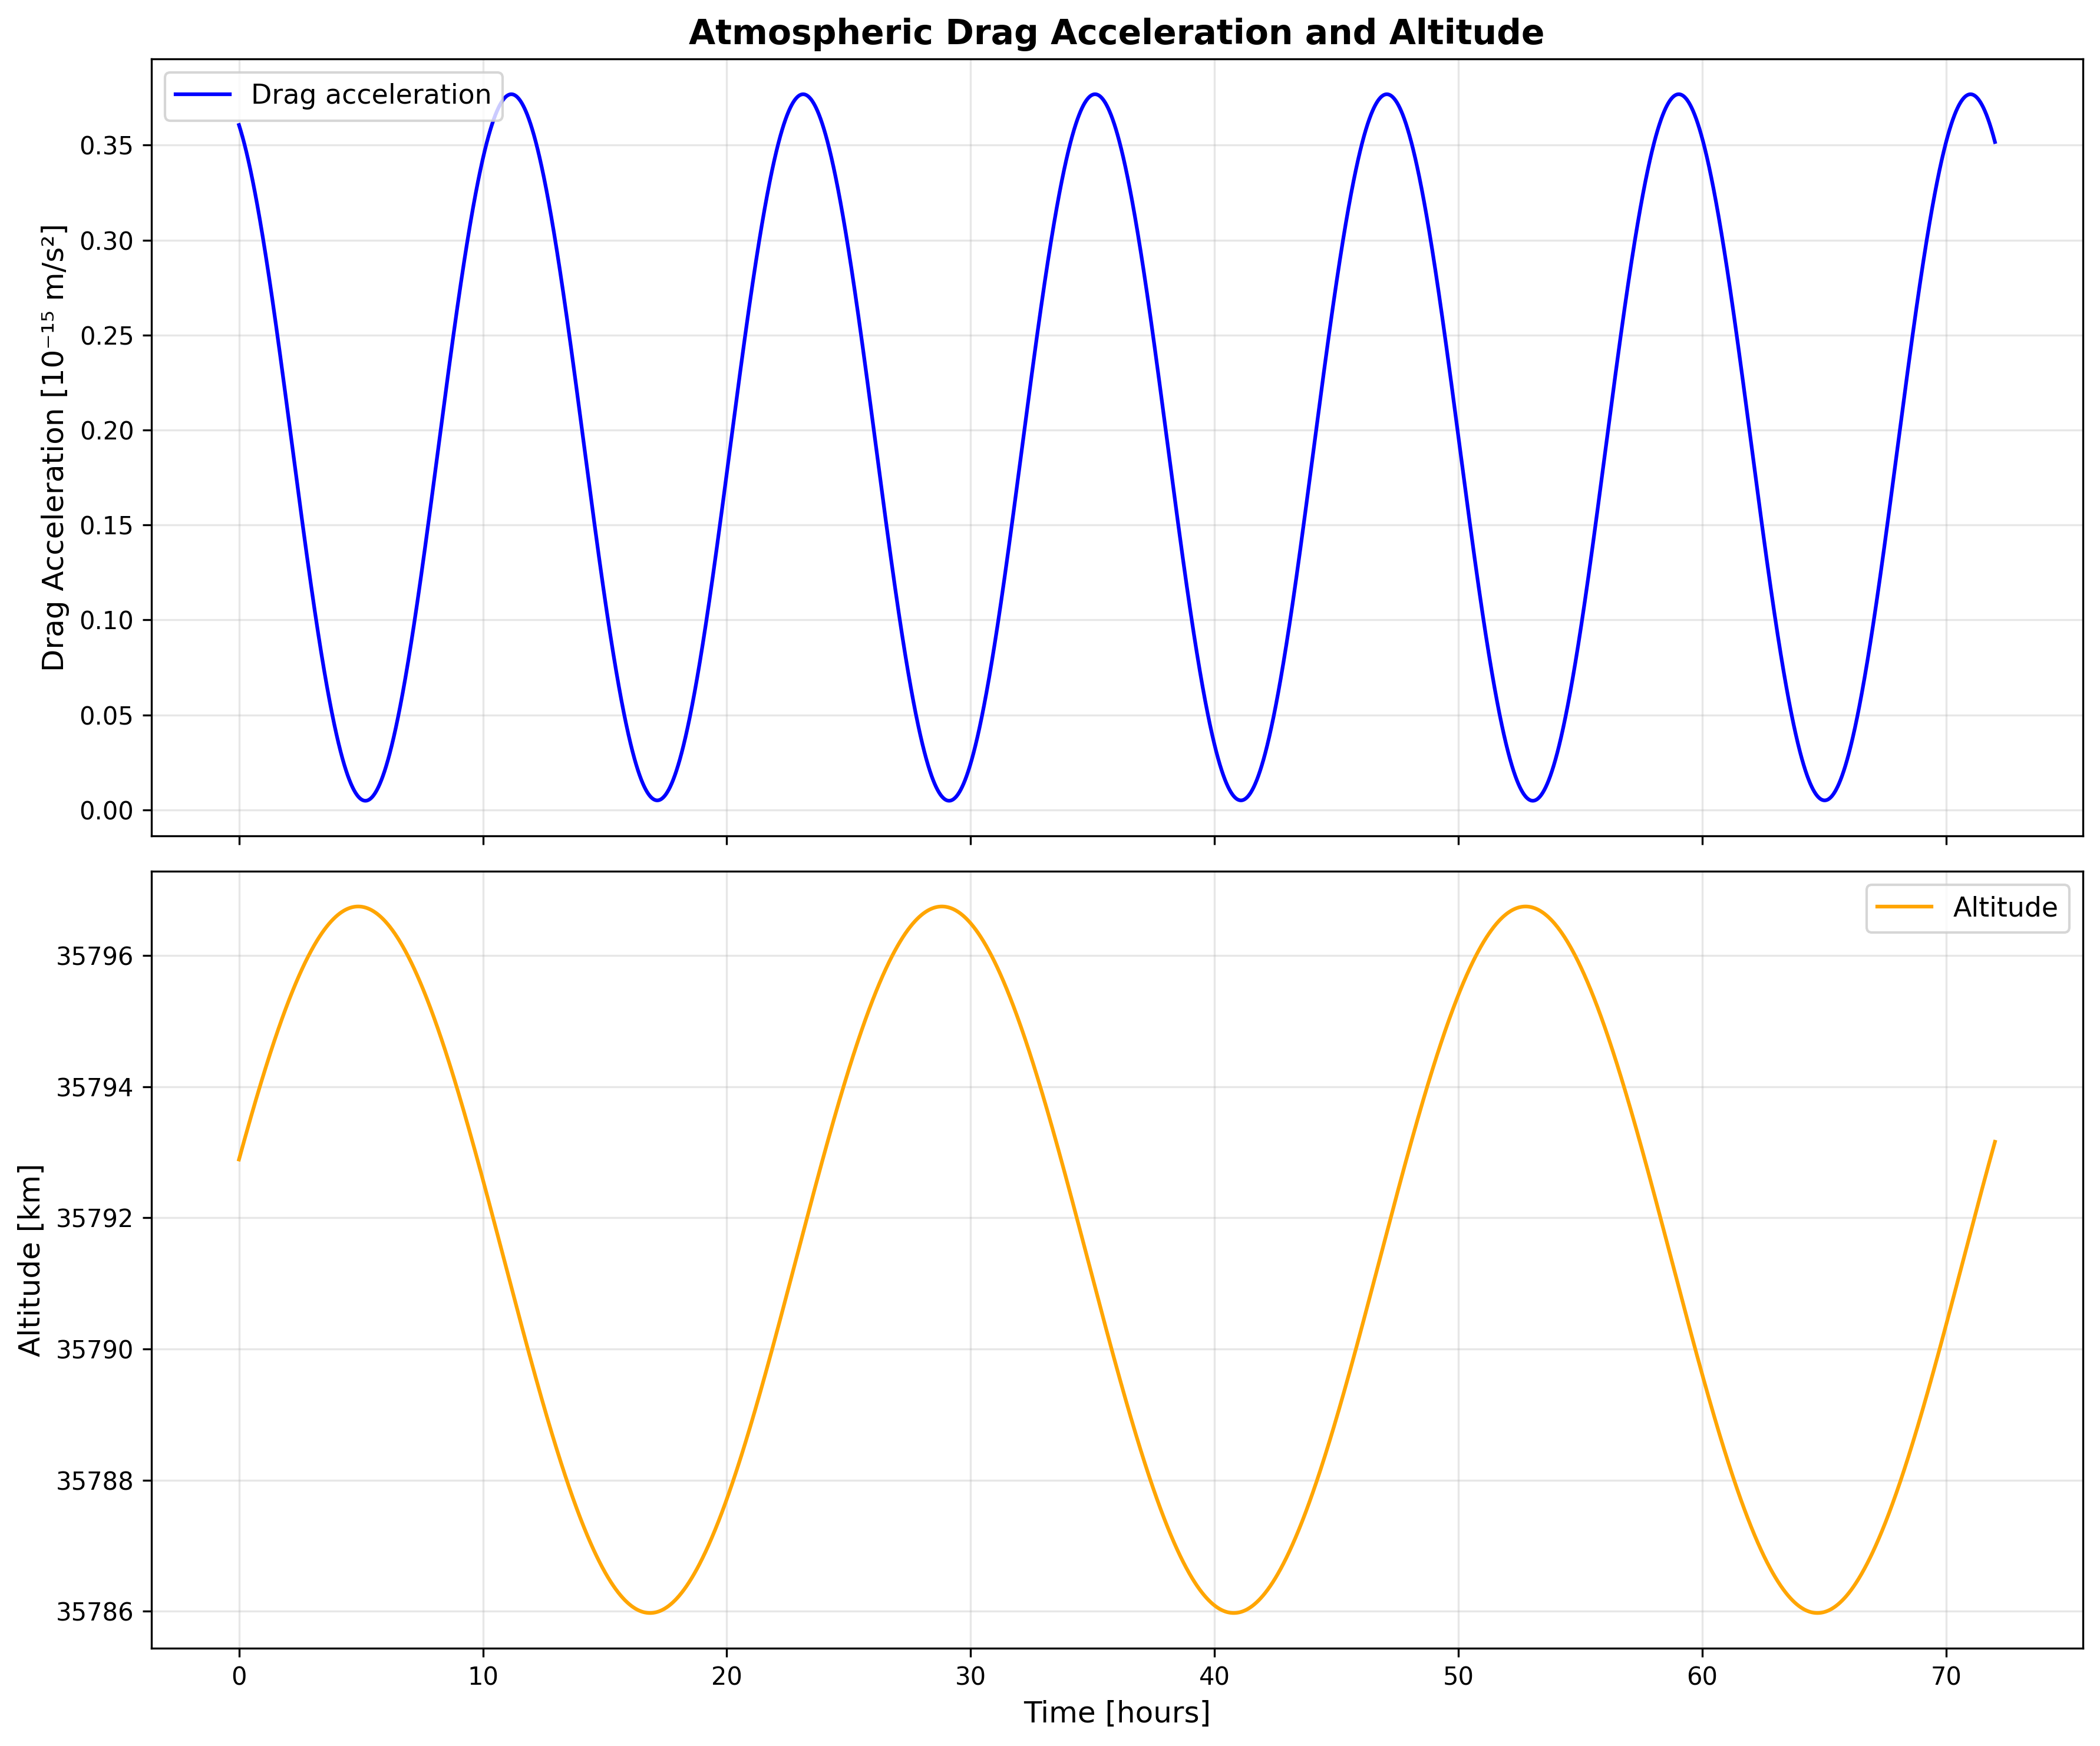 Atmospheric Drag Acceleration and Altitude
Drag acceleration
Drag Acceleration [10⁻¹⁵ m/s²]
0.35
0.30
0.25
0.20
0.15
0.10
0.05
0.00
Altitude
Altitude [km]
35796
35794
35792
35790
35788
35786
0 10 20 30 40 50 60 70
Time [hours]